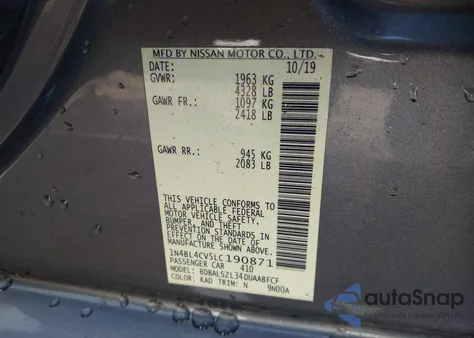 MFD BY NISSAN MOTOR CO., LTD.
DATE: 10/19
GVWR: 1963 KG
4328 LB
GAWR FR.: 1097 KG
2418 LB
GAWR RR.: 945 KG
2083 LB
THIS VEHICLE CONFORMS TO
ALL APPLICABLE FEDERAL
MOTOR VEHICLE SAFETY,
BUMPER, AND THEFT
PREVENTION STANDARDS IN
EFFECT ON THE DATE OF
MANUFACTURE SHOWN ABOVE.
1N4BL4CV5LC190871
PASSENGER CAR 410
MODEL: BDBALSZL34DUAABFCF
COLOR: KAD TRIM: N 9N00A
autoSnap